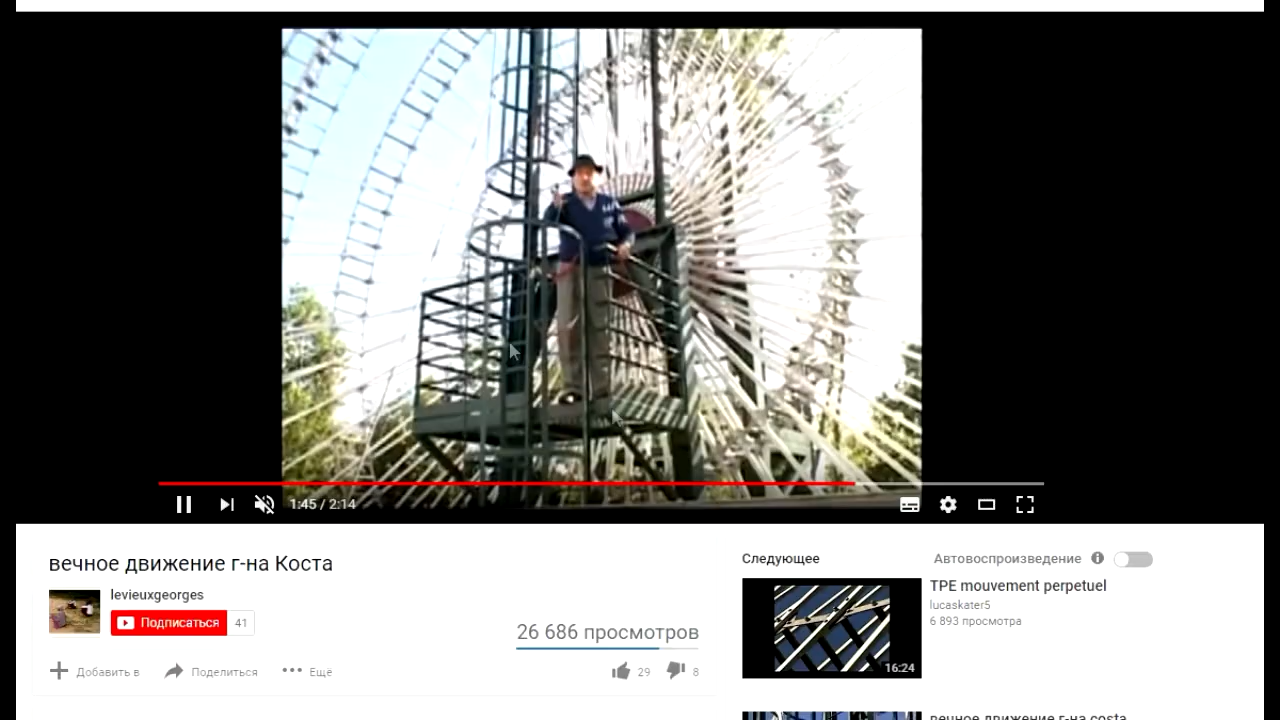 1:45 / 2:14
вечное движение г-на Коста
levieuxgeorges
Подписаться 41
26 686 просмотров
Добавить в Поделиться Ещё 29 8
Следующее Автовоспроизведение
TPE mouvement perpetuel
lucaskater5
6 893 просмотра
16:24
вечное движение г-на costa